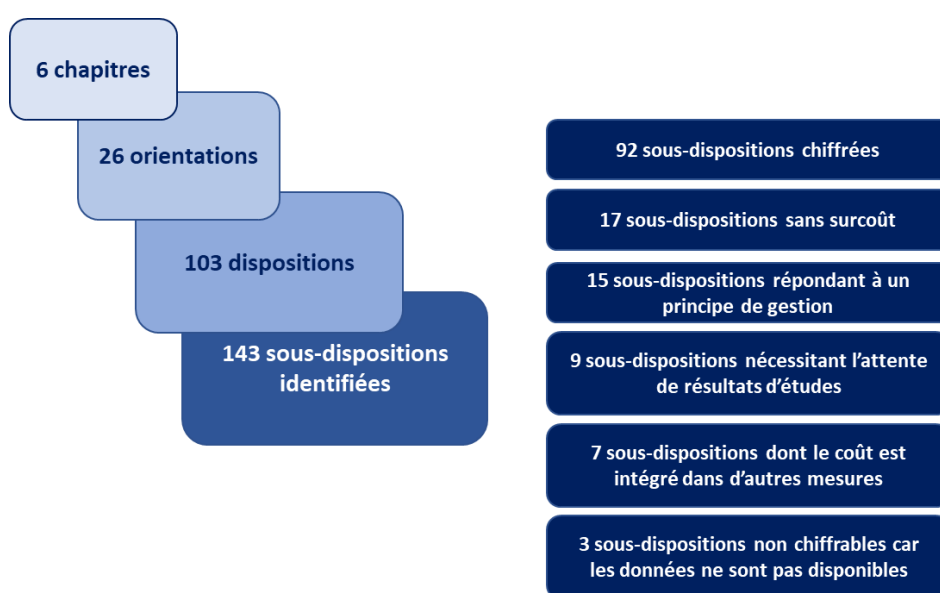 6 chapitres
26 orientations
103 dispositions
143 sous-dispositions
identifiées
92 sous-dispositions chiffrées
17 sous-dispositions sans surcoût
15 sous-dispositions répondant à un
principe de gestion
9 sous-dispositions nécessitant l’attente
de résultats d’études
7 sous-dispositions dont le coût est
intégré dans d’autres mesures
3 sous-dispositions non chiffrables car
les données ne sont pas disponibles